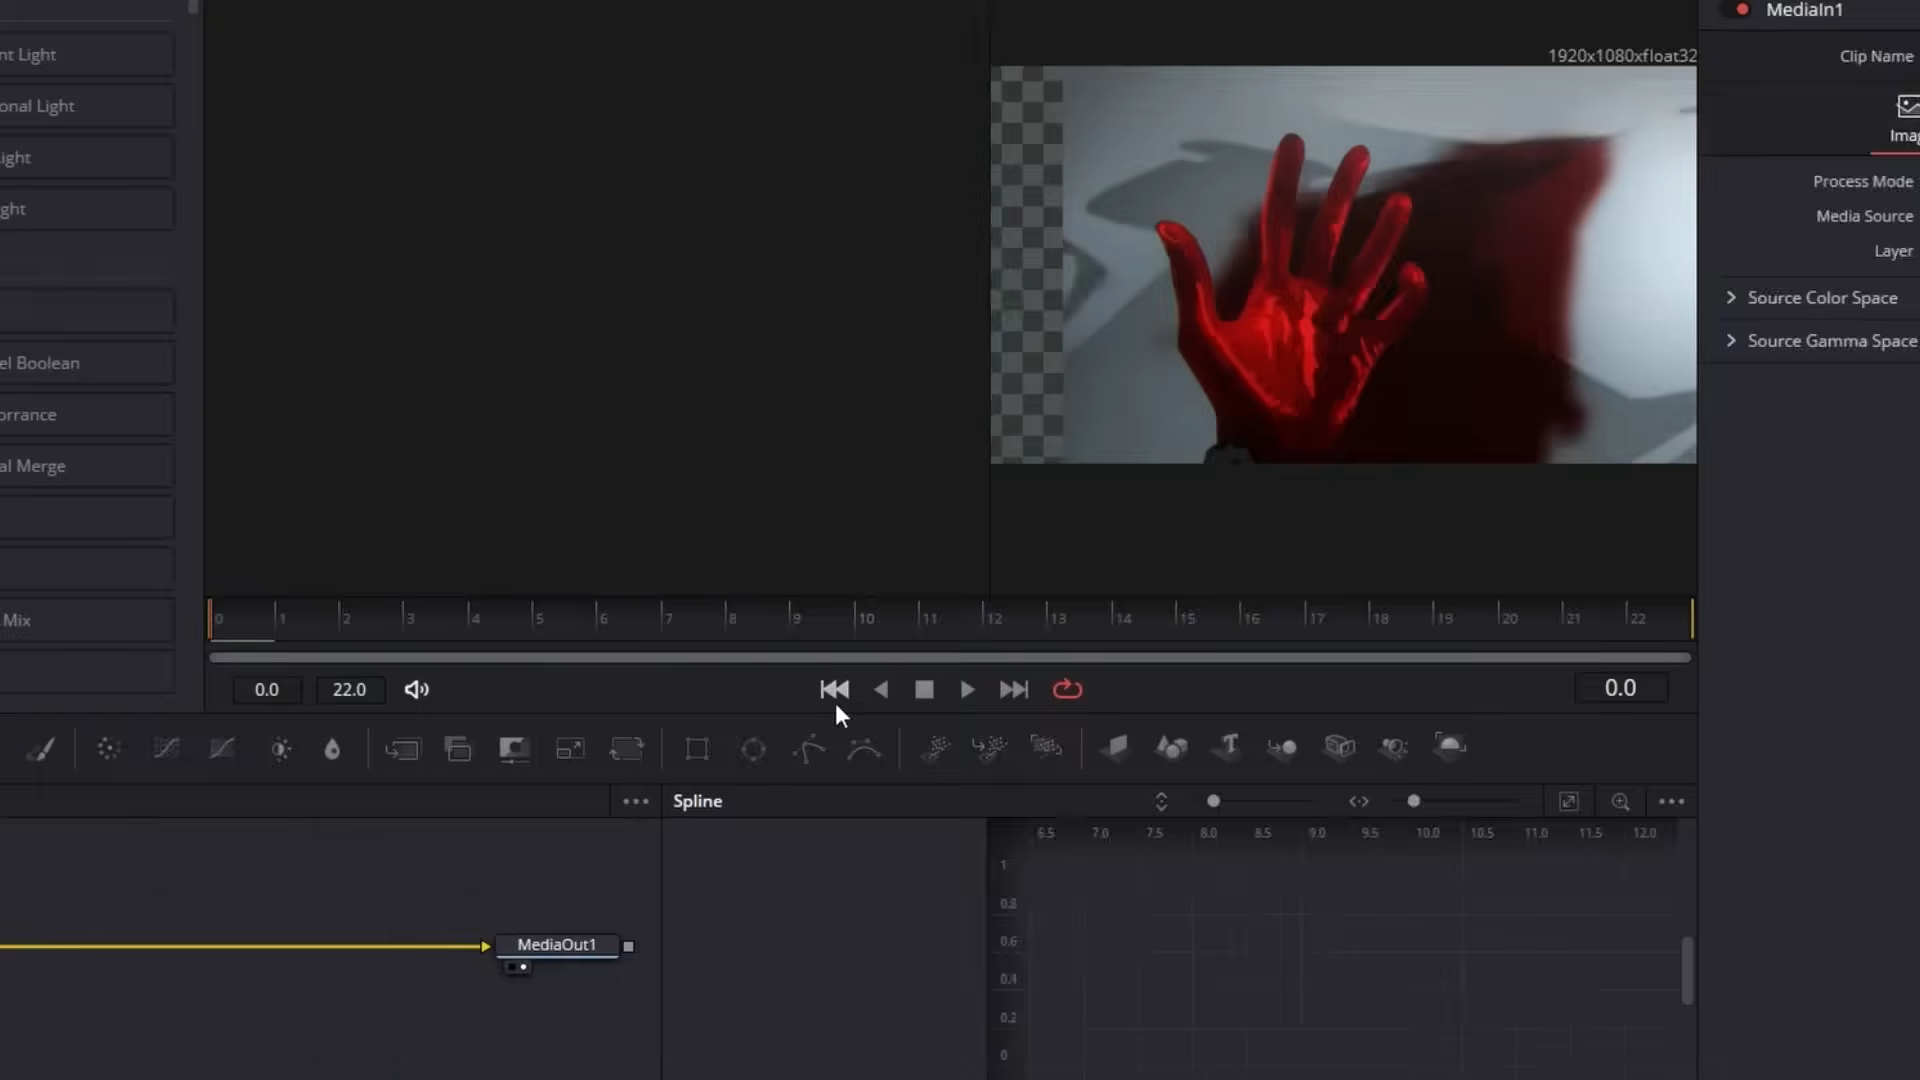 nt Light
onal Light
ight
ght
el Boolean
orrance
al Merge
Mix
1920x1080xfloat32
MediaIn1
Clip Name
Imag
Process Mode
Media Source
Layer
Source Color Space
Source Gamma Space
0 1 2 3 4 5 6 7 8 9 10 11 12 13 14 15 16 17 18 19 20 21 22
0.0 22.0 0.0
Spline
6.5 7.0 7.5 8.0 8.5 9.0 9.5 10.0 10.5 11.0 11.5 12.0
1
0.8
0.6
0.4
0.2
0
MediaOut1